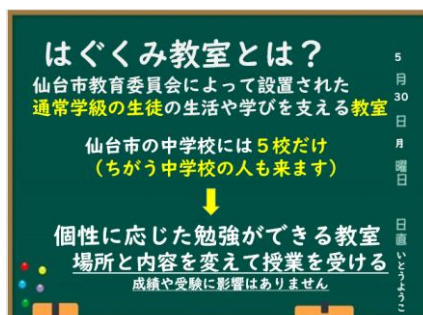 はぐくみ教室とは？
仙台市教育委員会によって設置された
通常学級の生徒の生活や学びを支える教室
仙台市の中学校には５校だけ
（ちがう中学校の人も来ます）
個性に応じた勉強ができる教室
場所と内容を変えて授業を受ける
成績や受験に影響はありません
5月30日月曜日
日直いとうようこ